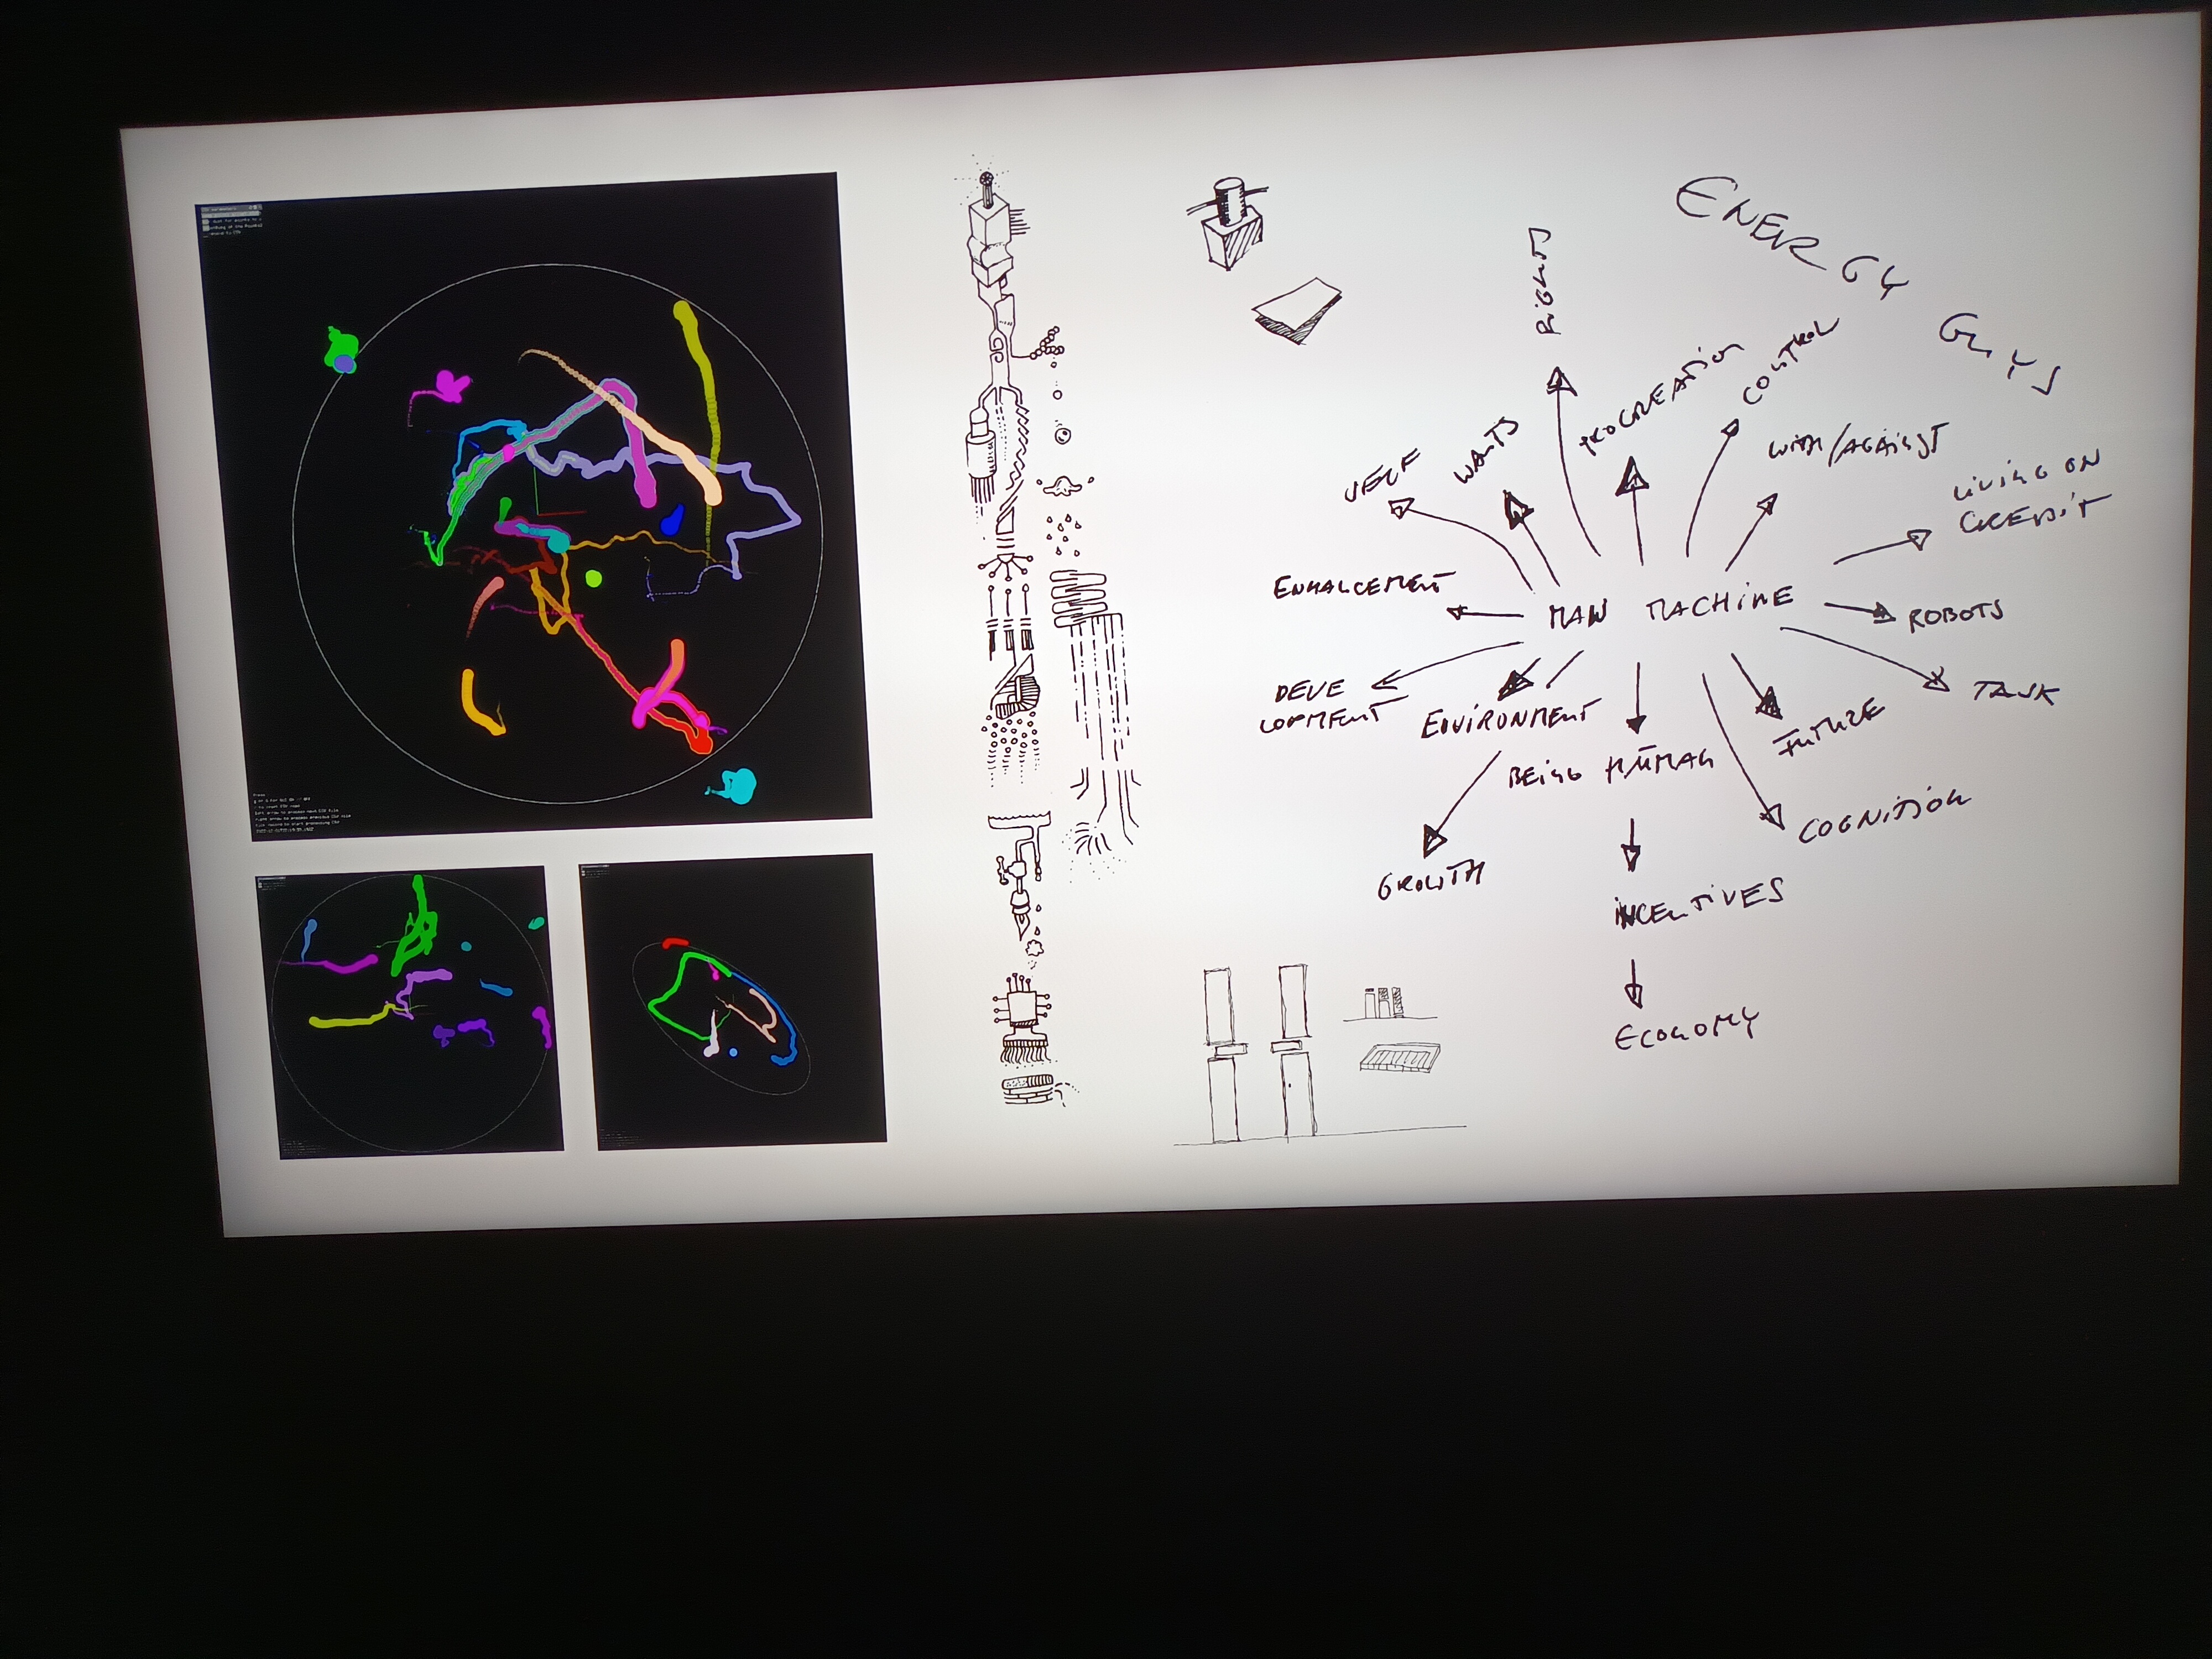 ENERGY GUYS
RIGHTS
PROCREATION
CONTROL
WANTS
SELF
WITH/AGAINST
LIVING ON
CREDIT
ENHANCEMENT
MAN MACHINE
ROBOTS
DEVE
LOPMENT
ENVIRONMENT
TASK
FUTURE
BEING HUMAN
COGNITION
GROWTH
INCENTIVES
ECONOMY